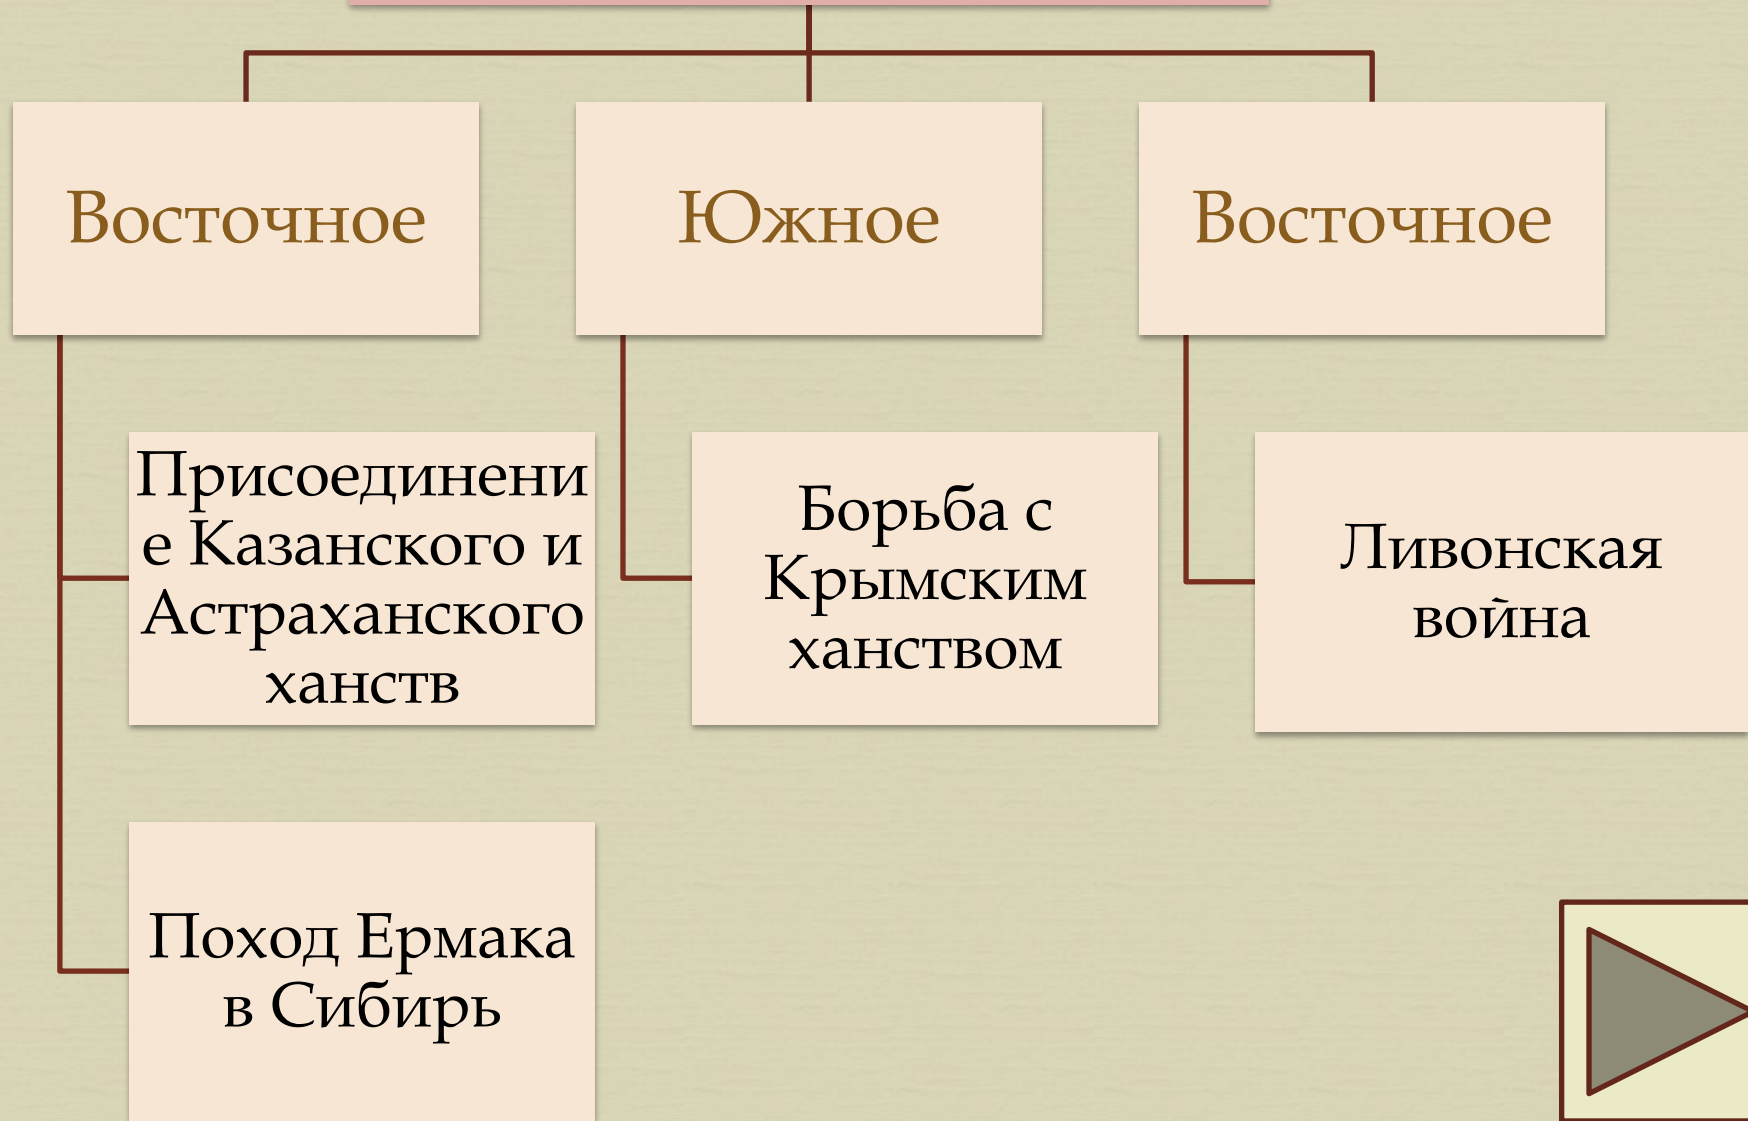 Восточное
Южное
Восточное
Присоединени
е Казанского и
Астраханского
ханств
Борьба с
Крымским
ханством
Ливонская
война
Поход Ермака
в Сибирь